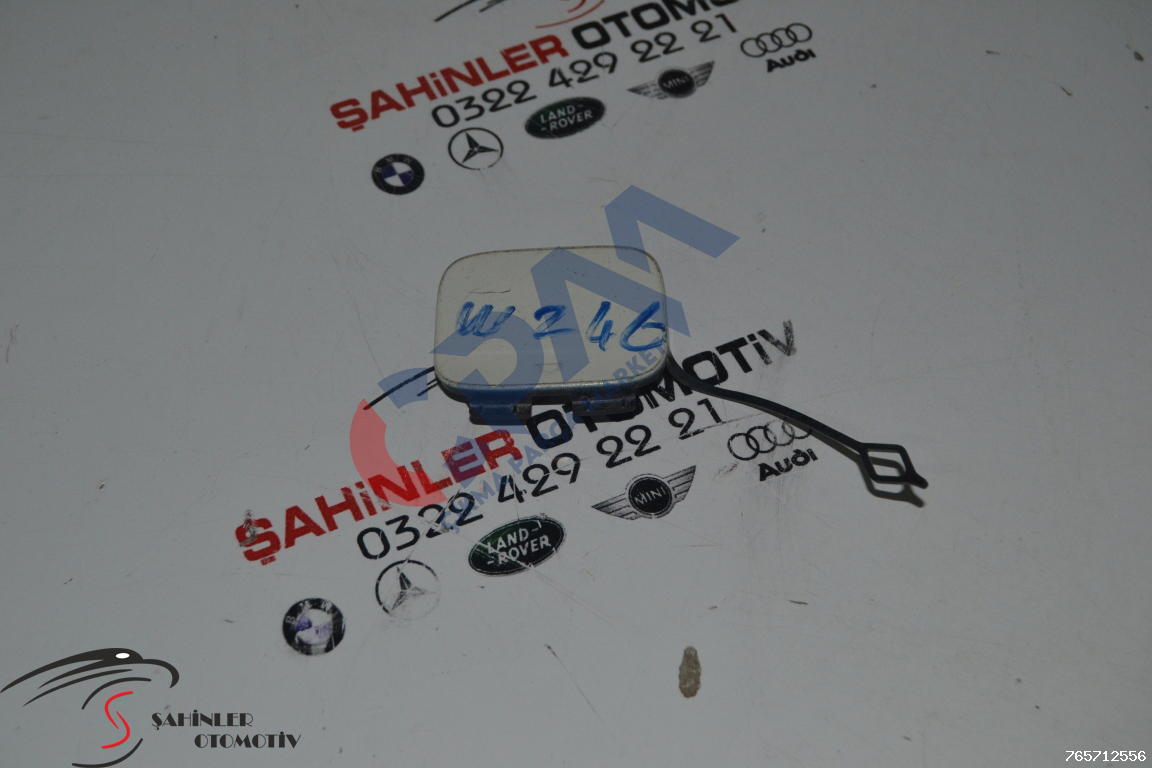 ŞAHİNLER OTOMO
0322 429 22 21
LAND-
-ROVER
MINI
Audi
W246
ŞAHİNLER OTOMOTİV
0322 429 22 21
LAND-
-ROVER
MINI
Audi
ŞAHİNLER
OTOMOTİV
765712556